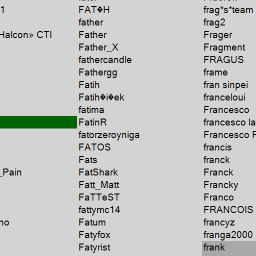 1
FAT�H
frag*s*team
father
frag2
Halcon» CTI
Father
Frager
Father_X
Fragment
fathercandle
FRAGUS
Fathergg
frame
Fatih
fran sinpei
Fatih�i�ek
franceloui
fatima
Francesco
FatinR
francesco la
fatorzeroyniga
Francesco F
FATOS
francis
Fats
franck
_Pain
FatShark
Franck
Fatt_Matt
Francky
FaTTeST
Franco
fattymc14
FRANCOIS
no
Fatum
francyz
Fatyfox
franga2000
Fatyrist
frank